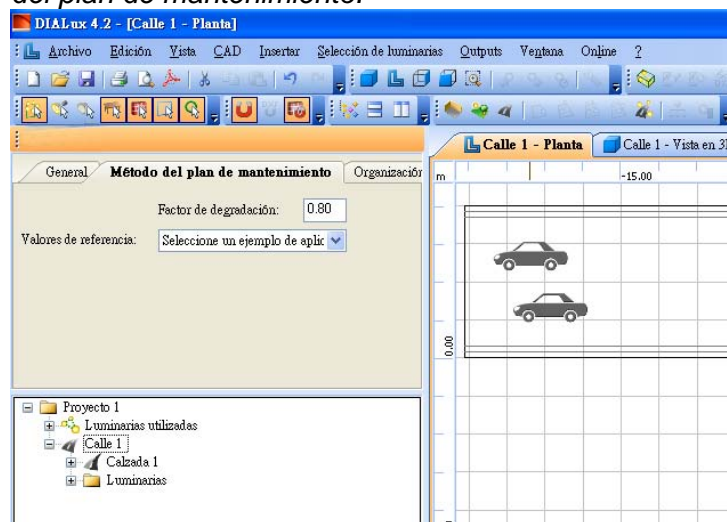 del plan de mantenimiento.
DIALux 4.2 - [Calle 1 - Planta]
Archivo Edición Vista CAD Insertar Selección de luminarias Outputs Ventana Online ?
Calle 1 - Planta Calle 1 - Vista en 3D
General Método del plan de mantenimiento Organización
m -15.00
Factor de degradación: 0.80
Valores de referencia: Seleccione un ejemplo de aplic
0.00
Proyecto 1
Luminarias utilizadas
Calle 1
Calzada 1
Luminarias